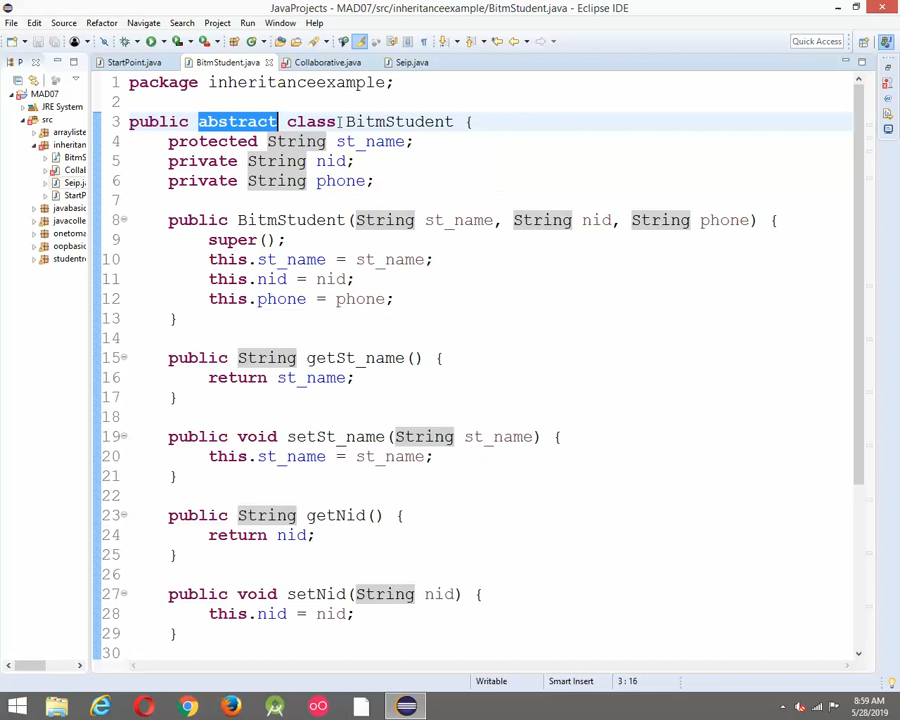 JavaProjects - MAD07/src/inheritanceexample/BitmStudent.java - Eclipse IDE
File Edit Source Refactor Navigate Search Project Run Window Help
Quick Access
P
StartPoint.java BitmStudent.java Collaborative.java Seip.java
MAD07
JRE System
src
arrayliste
inheritanc
BitmS
Collab
Seip.j
StartP
javabasic
javacollec
onetoma
oopbasic
studentre
1 package inheritanceexample;
2
3 public abstract class BitmStudent {
4 protected String st_name;
5 private String nid;
6 private String phone;
7
8 public BitmStudent(String st_name, String nid, String phone) {
9 super();
10 this.st_name = st_name;
11 this.nid = nid;
12 this.phone = phone;
13 }
14
15 public String getSt_name() {
16 return st_name;
17 }
18
19 public void setSt_name(String st_name) {
20 this.st_name = st_name;
21 }
22
23 public String getNid() {
24 return nid;
25 }
26
27 public void setNid(String nid) {
28 this.nid = nid;
29 }
30
Writable Smart Insert 3 : 16
8:59 AM
5/28/2019